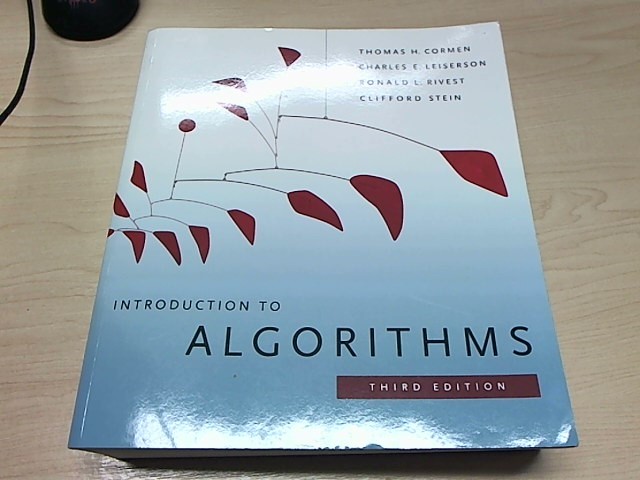 THOMAS H. CORMEN
CHARLES E. LEISERSON
RONALD L. RIVEST
CLIFFORD STEIN
INTRODUCTION TO
ALGORITHMS
THIRD EDITION